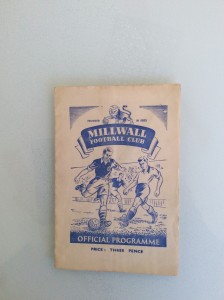 MILLWALL
FOOTBALL CLUB
OFFICIAL PROGRAMME
PRICE: THREE PENCE